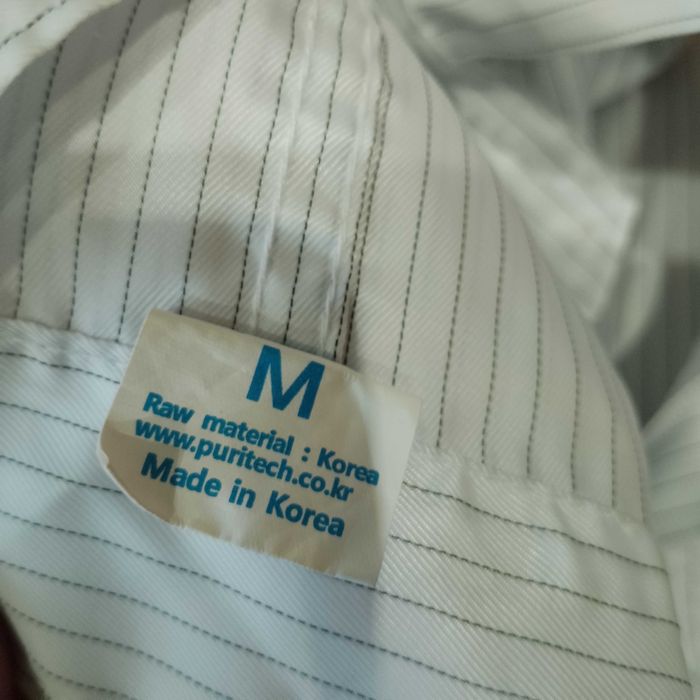 M
Raw material : Korea
www.puritech.co.kr
Made in Korea